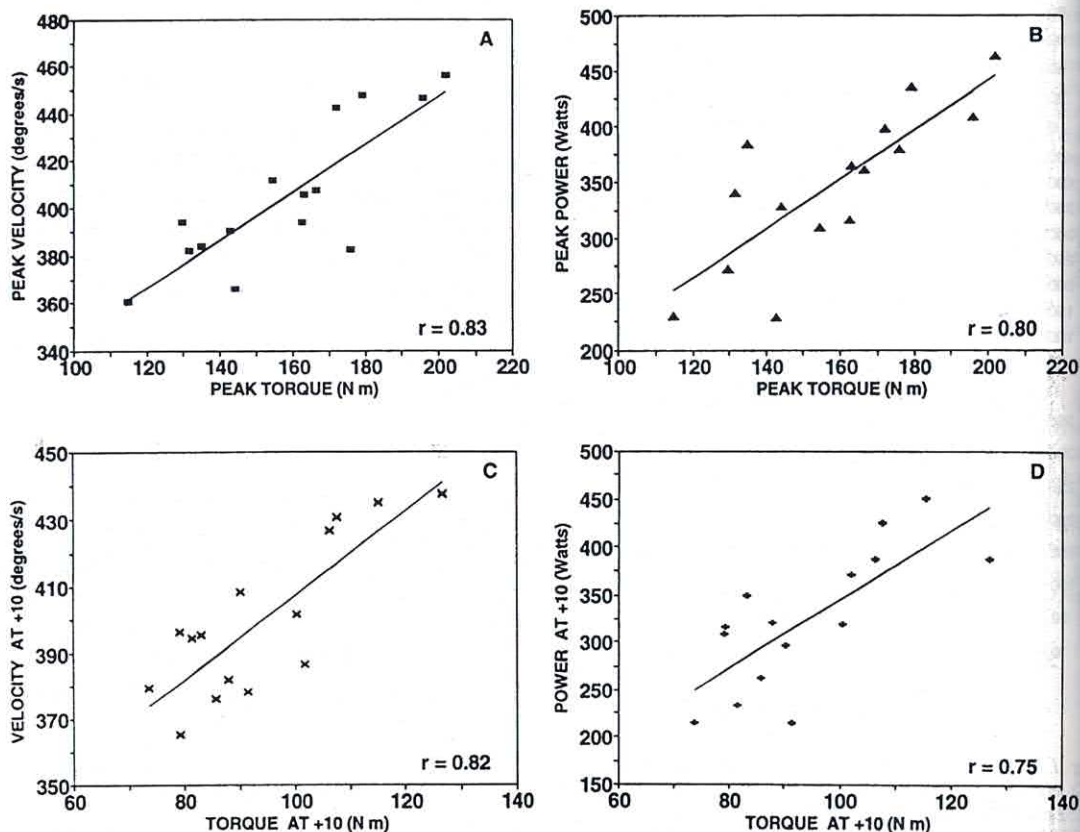 A
PEAK VELOCITY (degrees/s)
480
460
440
420
400
380
360
340
100 120 140 160 180 200 220
PEAK TORQUE (N m)
r = 0.83
B
PEAK POWER (Watts)
500
450
400
350
300
250
200
100 120 140 160 180 200 220
PEAK TORQUE (N m)
r = 0.80
C
VELOCITY AT +10 (degrees/s)
450
430
410
390
370
350
60 80 100 120 140
TORQUE AT +10 (N m)
r = 0.82
D
POWER AT +10 (Watts)
500
450
400
350
300
250
200
150
60 80 100 120 140
TORQUE AT +10 (N m)
r = 0.75